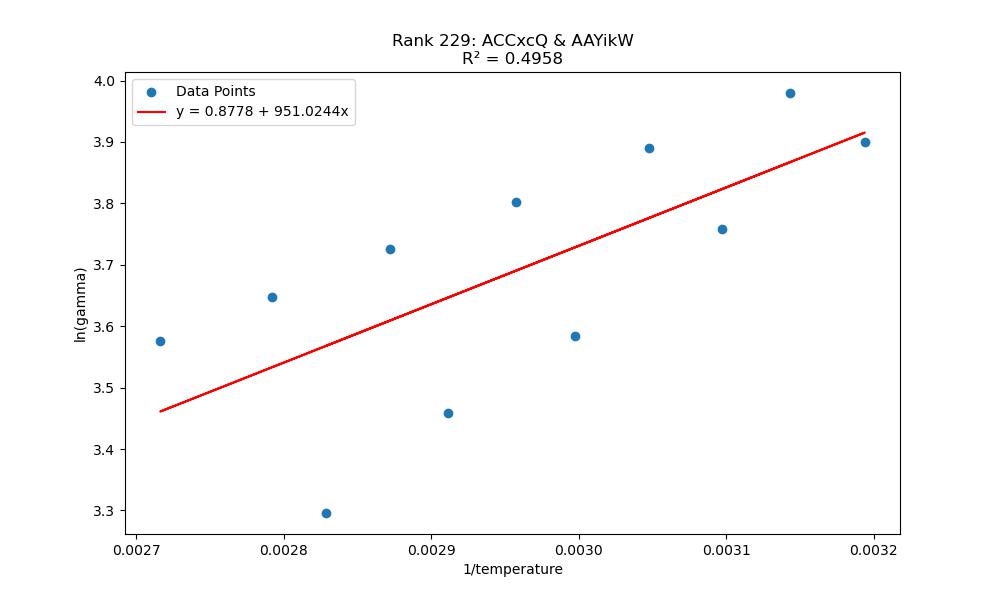 Rank 229: ACCxcQ & AAYikW
R² = 0.4958
Data Points
y = 0.8778 + 951.0244x
4.0
3.9
3.8
3.7
3.6
3.5
3.4
3.3
ln(gamma)
0.0027 0.0028 0.0029 0.0030 0.0031 0.0032
1/temperature